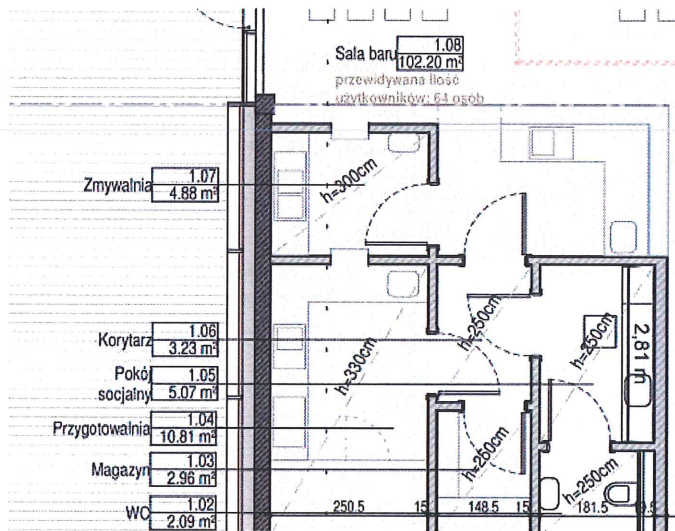 Sala baru 1.08
102.20 m²
przewidywana ilość
użytkowników: 64 osób
Zmywalnia 1.07
4.88 m²
h=300cm
Korytarz 1.06
3.23 m²
h=250cm
Pokój socjalny 1.05
5.07 m²
h=250cm
2.81 m
h=330cm
Przygotowalnia 1.04
10.81 m²
Magazyn 1.03
2.96 m²
h=250cm
WC 1.02
2.09 m²
h=250cm
250.5 15 148.5 15 181.5